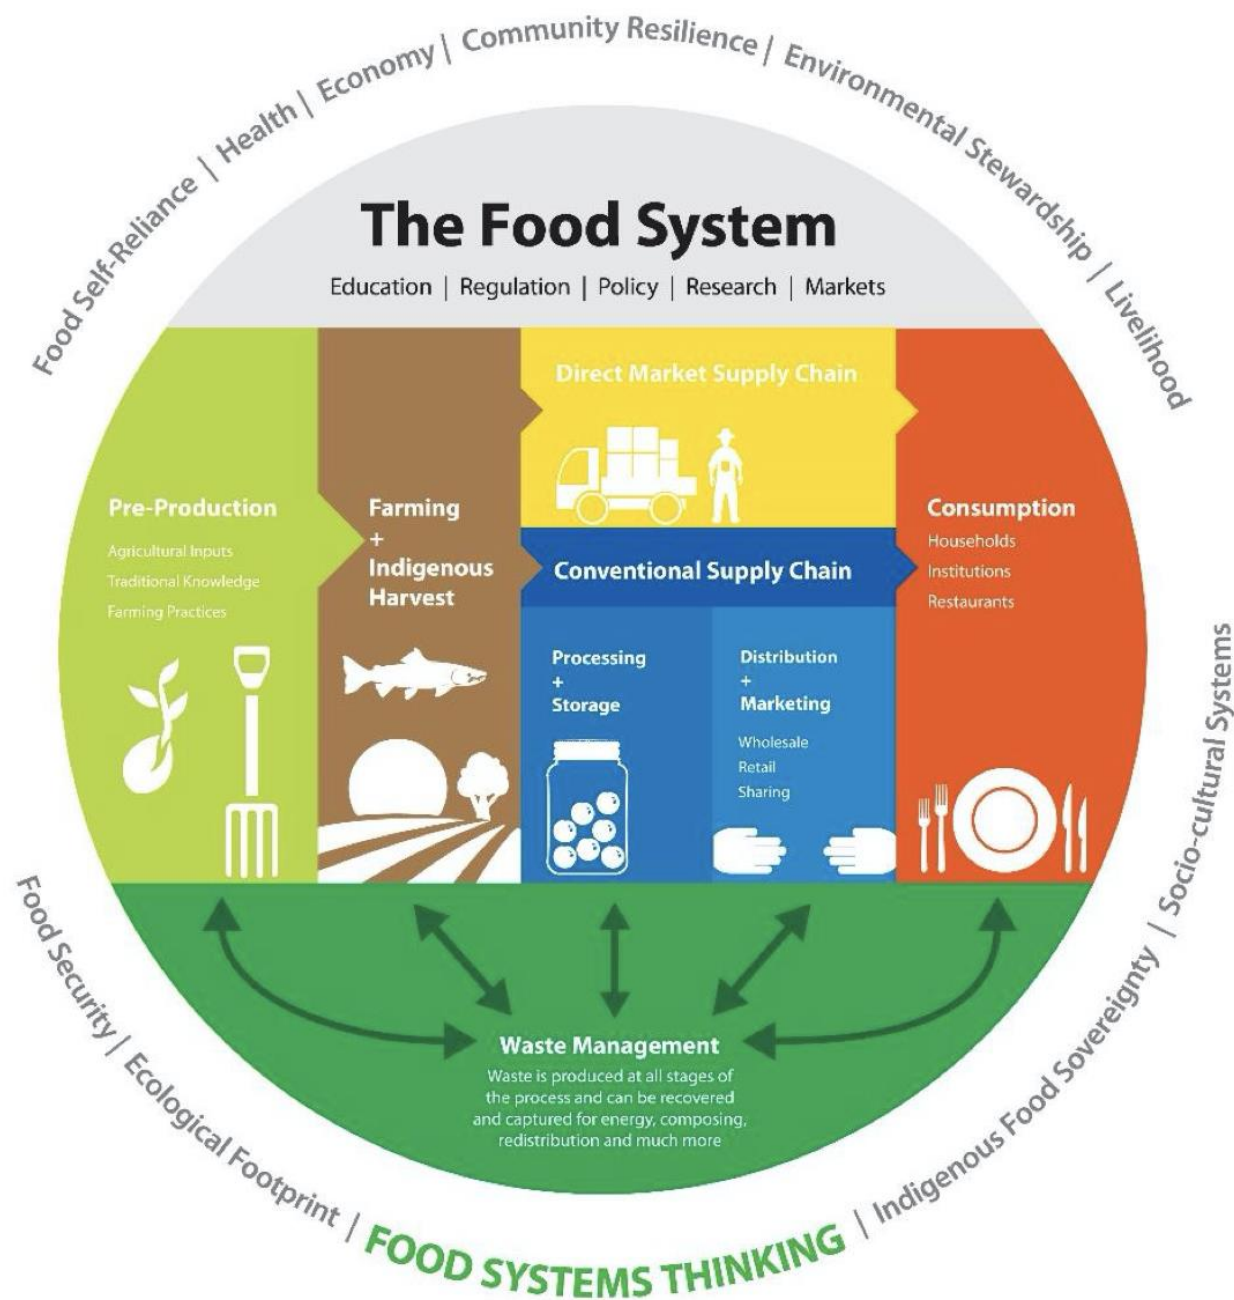 Food Self-Reliance | Health | Economy | Community Resilience | Environmental Stewardship | Livelihood
The Food System
Education | Regulation | Policy | Research | Markets
Pre-Production
Agricultural Inputs
Traditional Knowledge
Farming Practices
Farming
+
Indigenous
Harvest
Direct Market Supply Chain
Conventional Supply Chain
Processing
+
Storage
Distribution
+
Marketing
Wholesale
Retail
Sharing
Consumption
Households
Institutions
Restaurants
Waste Management
Waste is produced at all stages of
the process and can be recovered
and captured for energy, composing,
redistribution and much more
Food Security | Ecological Footprint | FOOD SYSTEMS THINKING | Indigenous Food Sovereignty | Socio-cultural Systems